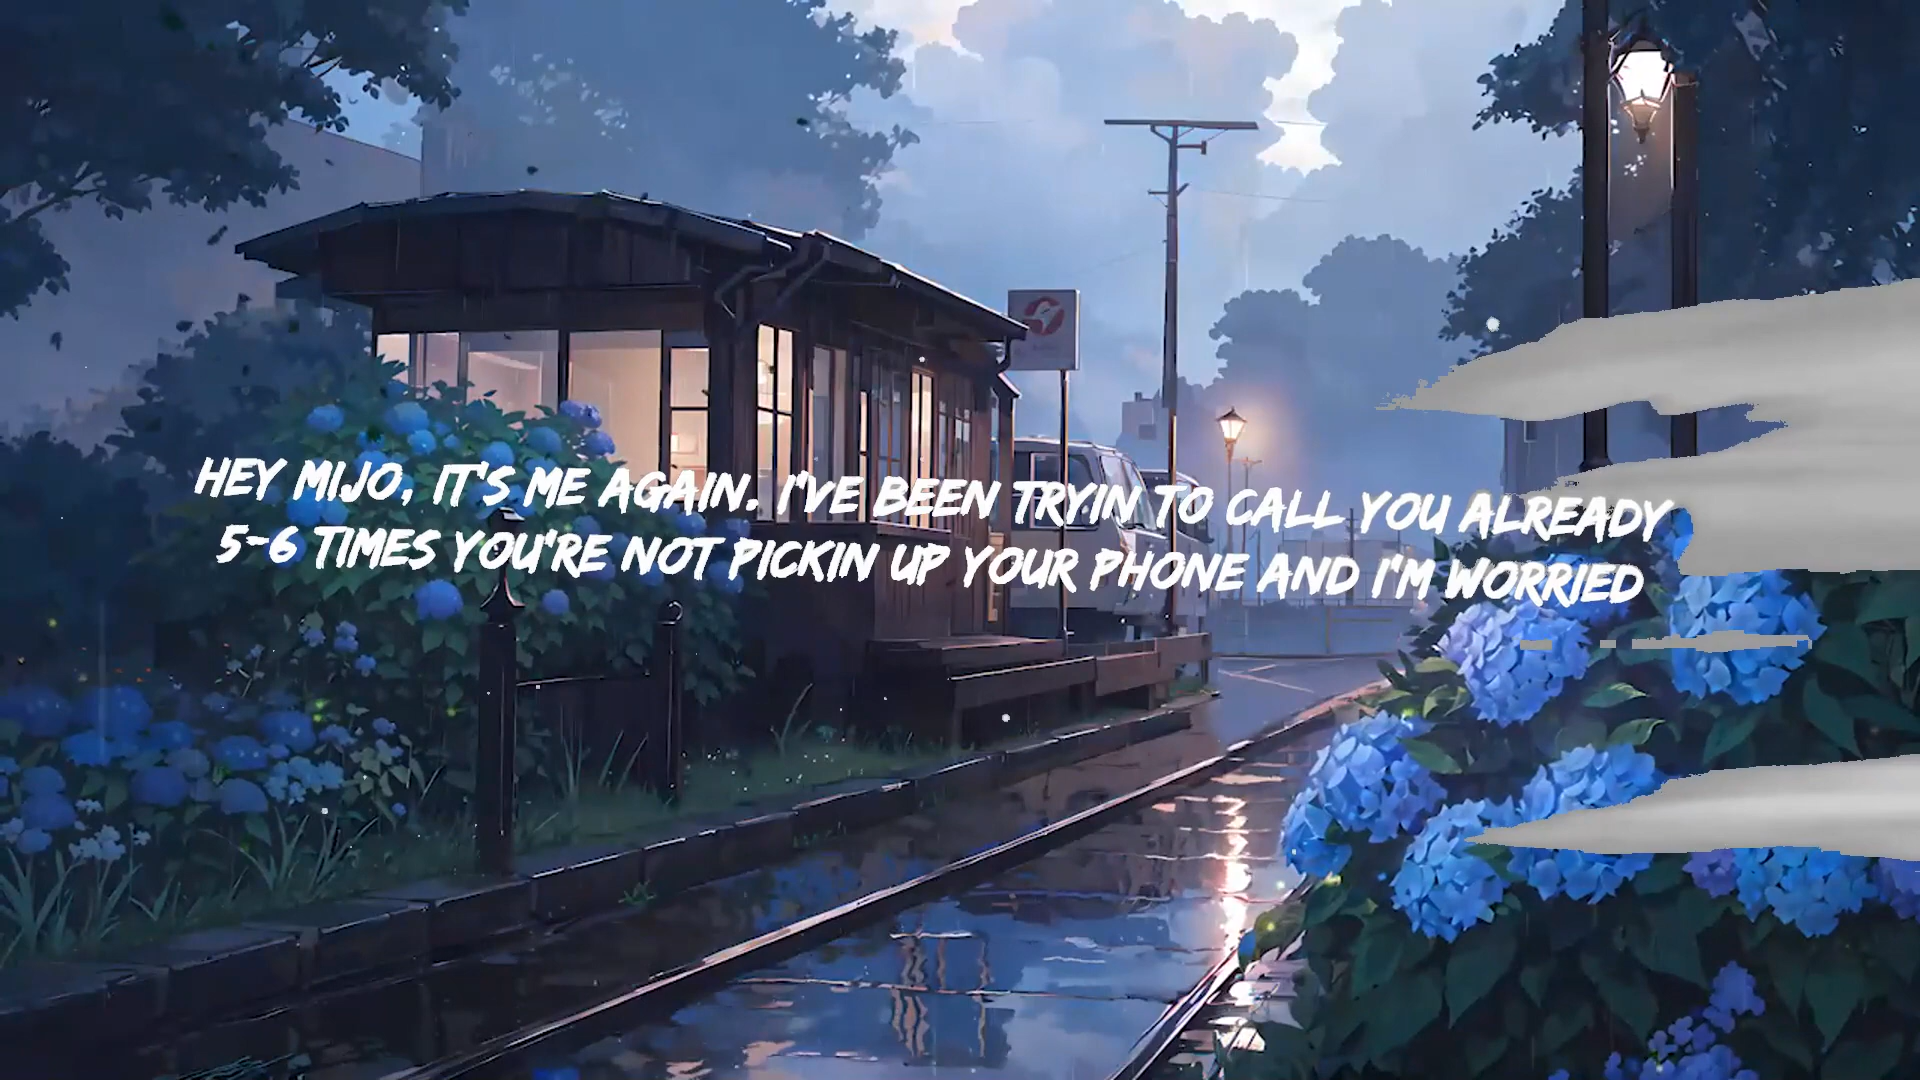 HEY MIJO, IT'S ME AGAIN. I'VE BEEN TRYIN TO CALL YOU ALREADY
5-6 TIMES YOU'RE NOT PICKIN UP YOUR PHONE AND I'M WORRIED